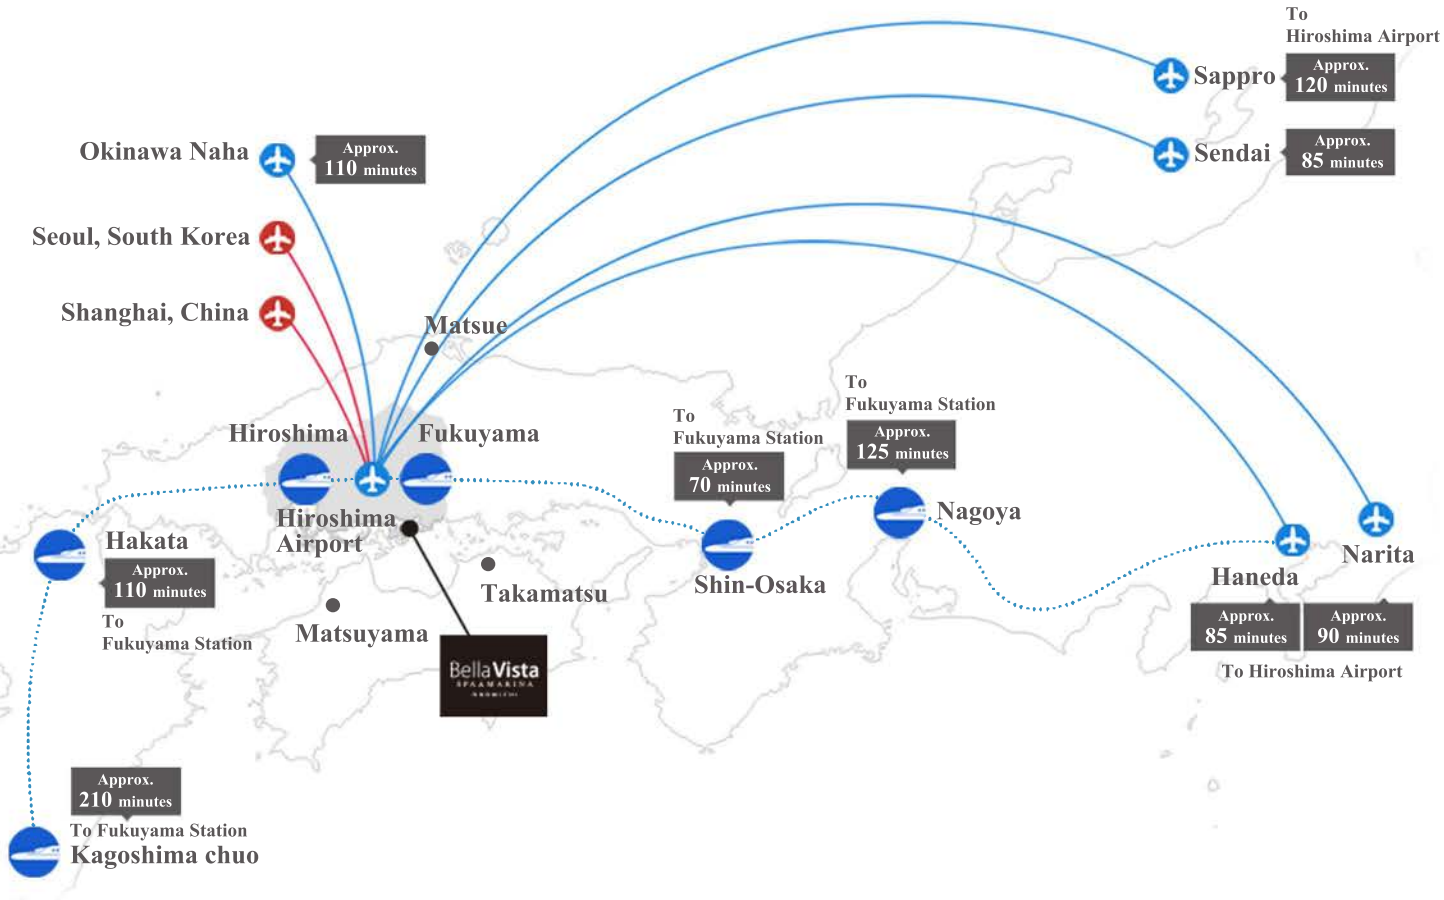 To
Hiroshima Airport
Sappro
Approx.
120 minutes
Okinawa Naha
Approx.
110 minutes
Sendai
Approx.
85 minutes
Seoul, South Korea
Shanghai, China
Matsue
To
Fukuyama Station
Approx.
125 minutes
To
Fukuyama Station
Approx.
70 minutes
Hiroshima
Fukuyama
Hiroshima
Airport
Nagoya
Hakata
Approx.
110 minutes
To
Fukuyama Station
Takamatsu
Matsuyama
Shin-Osaka
Narita
Haneda
Approx.
85 minutes
Approx.
90 minutes
To Hiroshima Airport
BellaVista
SPA&MARINA
Approx.
210 minutes
To Fukuyama Station
Kagoshima chuo